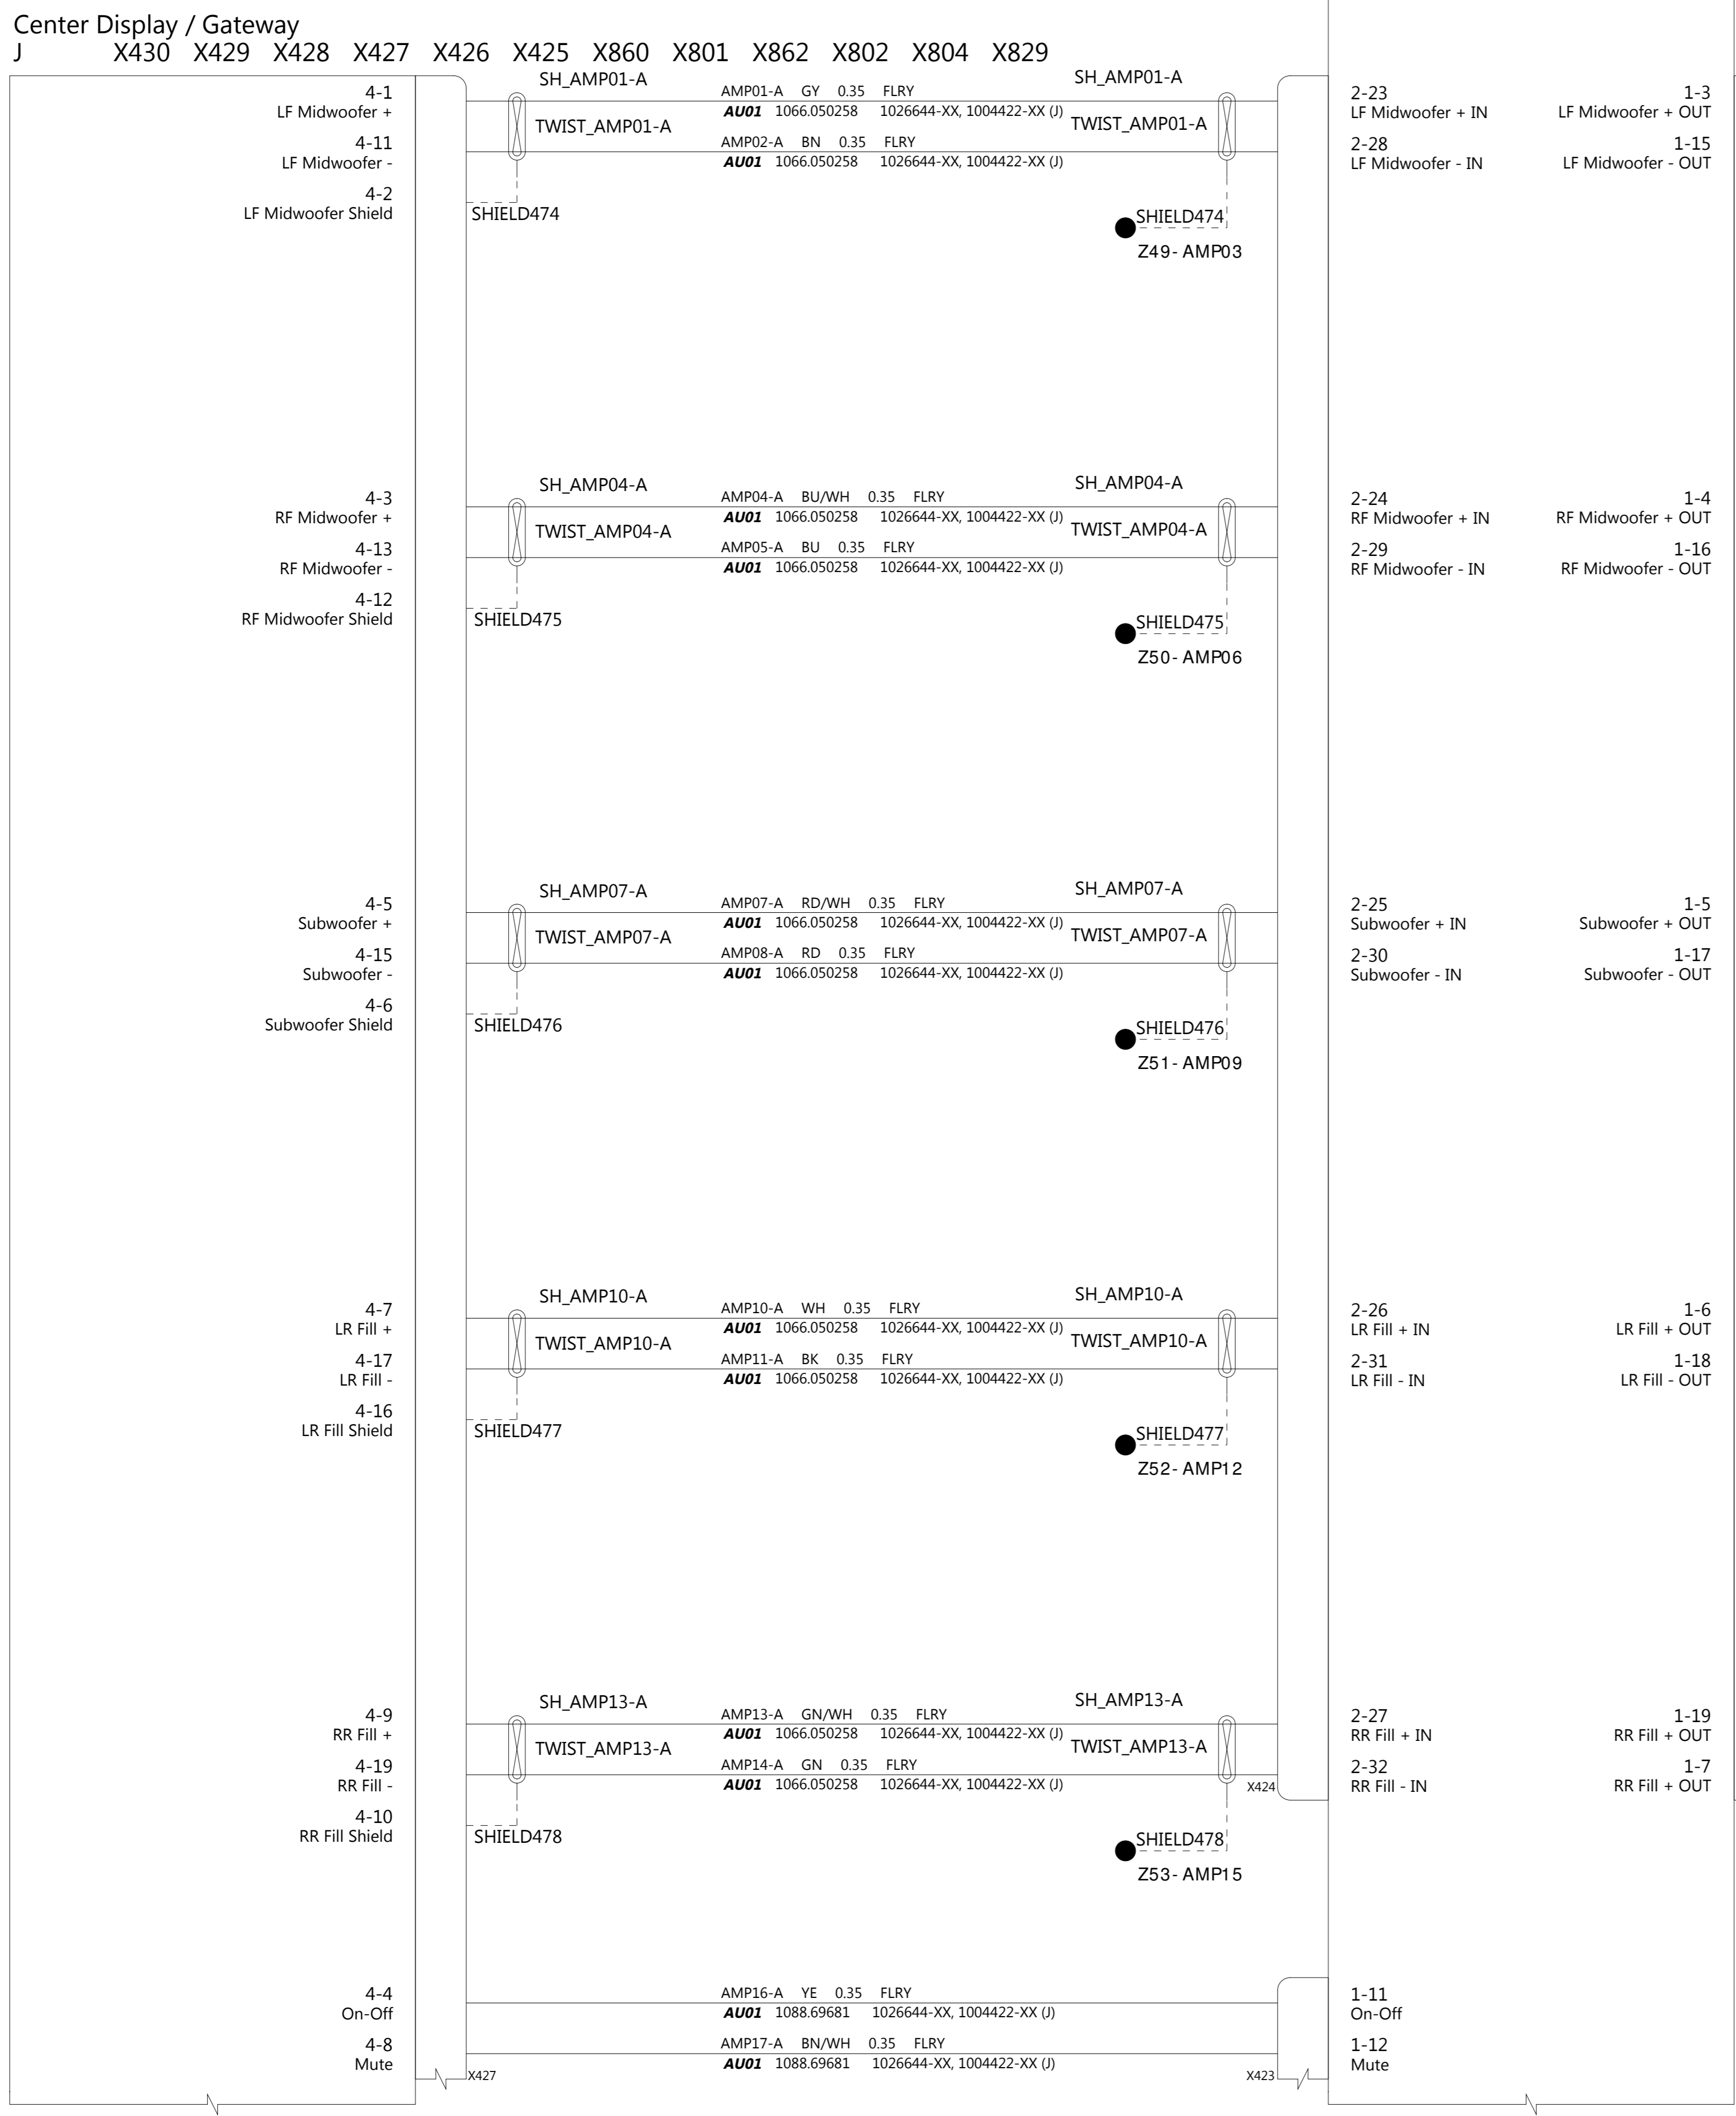 Center Display / Gateway
J X430 X429 X428 X427 X426 X425 X860 X801 X862 X802 X804 X829
4-1
LF Midwoofer +
4-11
LF Midwoofer -
4-2
LF Midwoofer Shield
SH_AMP01-A
TWIST_AMP01-A
SHIELD474
AMP01-A GY 0.35 FLRY
AU01 1066.050258 1026644-XX, 1004422-XX (J)
AMP02-A BN 0.35 FLRY
AU01 1066.050258 1026644-XX, 1004422-XX (J)
SH_AMP01-A
TWIST_AMP01-A
SHIELD474
Z49-AMP03
2-23
LF Midwoofer + IN
2-28
LF Midwoofer - IN
1-3
LF Midwoofer + OUT
1-15
LF Midwoofer - OUT
4-3
RF Midwoofer +
4-13
RF Midwoofer -
4-12
RF Midwoofer Shield
SH_AMP04-A
TWIST_AMP04-A
SHIELD475
AMP04-A BU/WH 0.35 FLRY
AU01 1066.050258 1026644-XX, 1004422-XX (J)
AMP05-A BU 0.35 FLRY
AU01 1066.050258 1026644-XX, 1004422-XX (J)
SH_AMP04-A
TWIST_AMP04-A
SHIELD475
Z50-AMP06
2-24
RF Midwoofer + IN
2-29
RF Midwoofer - IN
1-4
RF Midwoofer + OUT
1-16
RF Midwoofer - OUT
4-5
Subwoofer +
4-15
Subwoofer -
4-6
Subwoofer Shield
SH_AMP07-A
TWIST_AMP07-A
SHIELD476
AMP07-A RD/WH 0.35 FLRY
AU01 1066.050258 1026644-XX, 1004422-XX (J)
AMP08-A RD 0.35 FLRY
AU01 1066.050258 1026644-XX, 1004422-XX (J)
SH_AMP07-A
TWIST_AMP07-A
SHIELD476
Z51-AMP09
2-25
Subwoofer + IN
2-30
Subwoofer - IN
1-5
Subwoofer + OUT
1-17
Subwoofer - OUT
4-7
LR Fill +
4-17
LR Fill -
4-16
LR Fill Shield
SH_AMP10-A
TWIST_AMP10-A
SHIELD477
AMP10-A WH 0.35 FLRY
AU01 1066.050258 1026644-XX, 1004422-XX (J)
AMP11-A BK 0.35 FLRY
AU01 1066.050258 1026644-XX, 1004422-XX (J)
SH_AMP10-A
TWIST_AMP10-A
SHIELD477
Z52-AMP12
2-26
LR Fill + IN
2-31
LR Fill - IN
1-6
LR Fill + OUT
1-18
LR Fill - OUT
4-9
RR Fill +
4-19
RR Fill -
4-10
RR Fill Shield
SH_AMP13-A
TWIST_AMP13-A
SHIELD478
AMP13-A GN/WH 0.35 FLRY
AU01 1066.050258 1026644-XX, 1004422-XX (J)
AMP14-A GN 0.35 FLRY
AU01 1066.050258 1026644-XX, 1004422-XX (J)
SH_AMP13-A
TWIST_AMP13-A
X424
SHIELD478
Z53-AMP15
2-27
RR Fill + IN
2-32
RR Fill - IN
1-19
RR Fill + OUT
1-7
RR Fill + OUT
4-4
On-Off
4-8
Mute
X427
AMP16-A YE 0.35 FLRY
AU01 1088.69681 1026644-XX, 1004422-XX (J)
AMP17-A BN/WH 0.35 FLRY
AU01 1088.69681 1026644-XX, 1004422-XX (J)
X423
1-11
On-Off
1-12
Mute